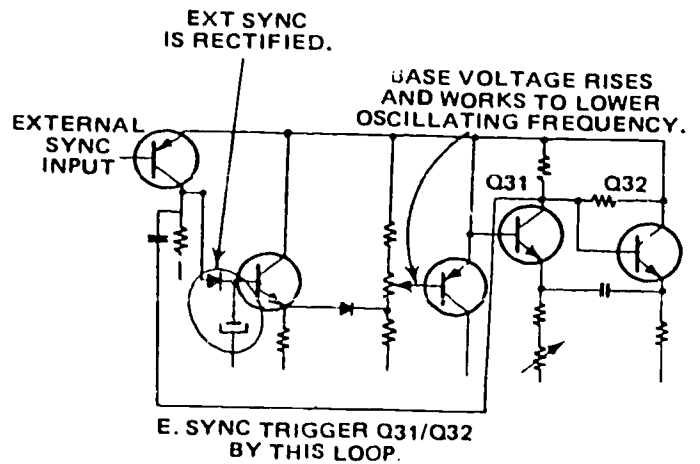 EXT SYNC
IS RECTIFIED.
BASE VOLTAGE RISES
AND WORKS TO LOWER
OSCILLATING FREQUENCY.
EXTERNAL
SYNC
INPUT
Q31
Q32
E. SYNC TRIGGER Q31/Q32
BY THIS LOOP.